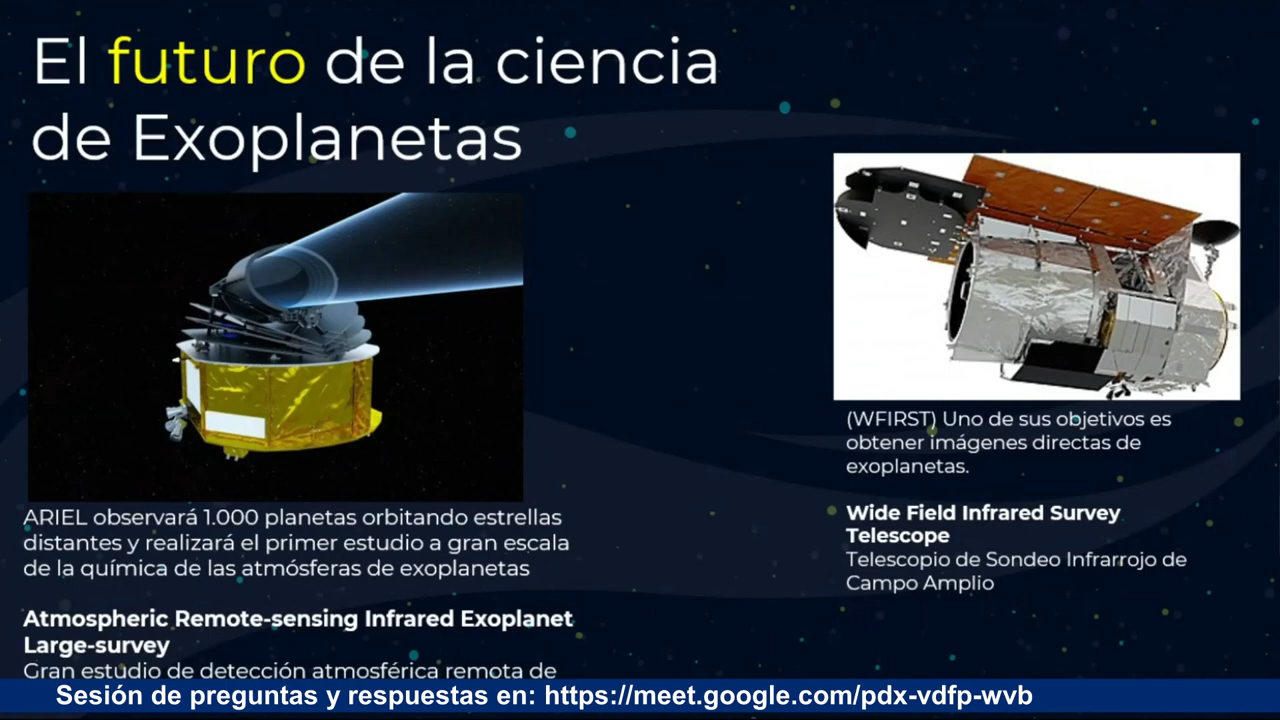 El futuro de la ciencia
de Exoplanetas
ARIEL observará 1.000 planetas orbitando estrellas
distantes y realizará el primer estudio a gran escala
de la química de las atmósferas de exoplanetas
Atmospheric Remote-sensing Infrared Exoplanet
Large-survey
Gran estudio de detección atmosférica remota de
(WFIRST) Uno de sus objetivos es
obtener imágenes directas de
exoplanetas.
Wide Field Infrared Survey
Telescope
Telescopio de Sondeo Infrarrojo de
Campo Amplio
Sesión de preguntas y respuestas en: https://meet.google.com/pdx-vdfp-wvb